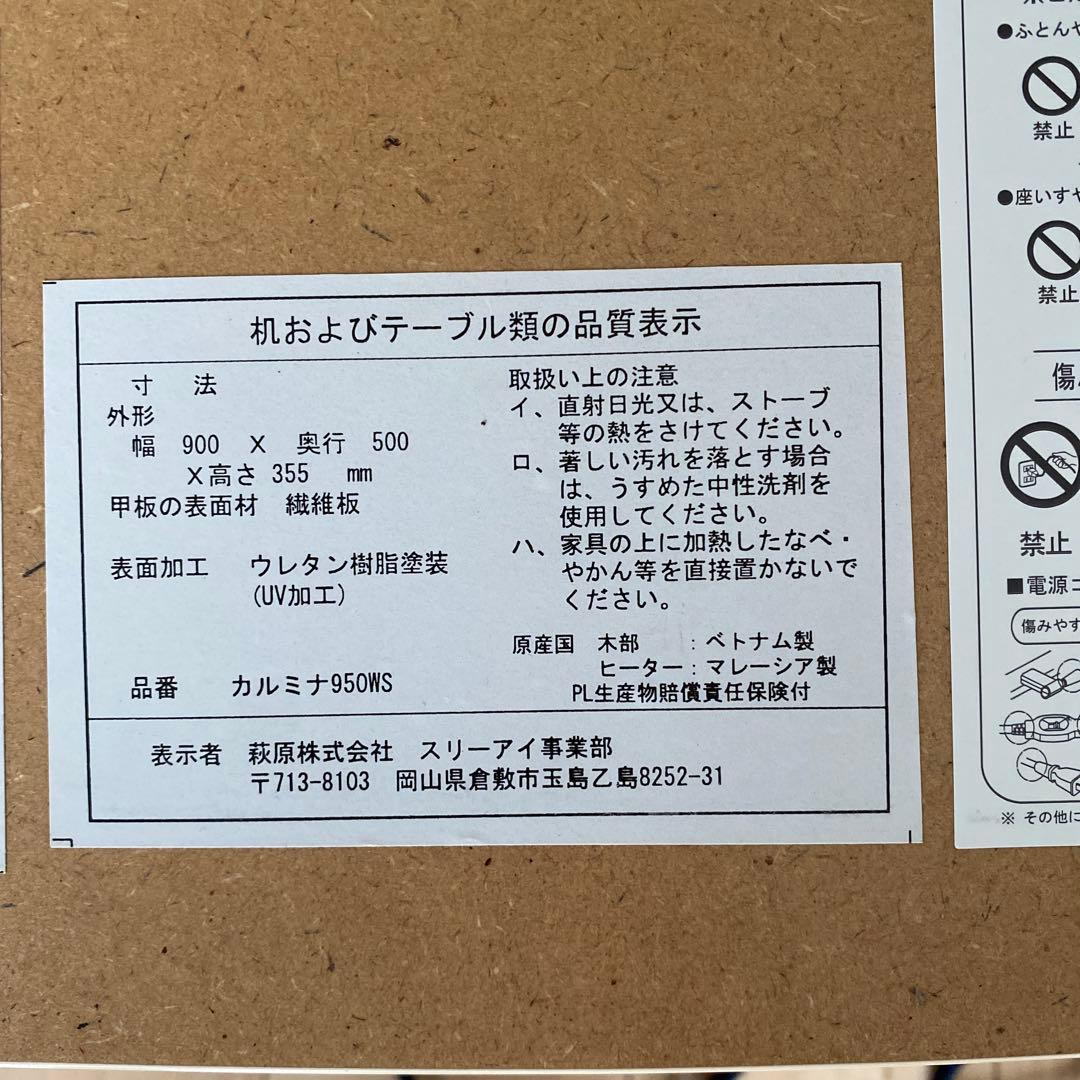 机およびテーブル類の品質表示
寸 法
外形
幅 900 X 奥行 500
X高さ 355 mm
甲板の表面材 繊維板
表面加工 ウレタン樹脂塗装
(UV加工)
品番 カルミナ950WS
取扱い上の注意
イ、直射日光又は、ストーブ
等の熱をさけてください。
ロ、著しい汚れを落とす場合
は、うすめた中性洗剤を
使用してください。
ハ、家具の上に加熱したなべ・
やかん等を直接置かないで
ください。
原産国 木部 :ベトナム製
ヒーター:マレーシア製
PL生産物賠償責任保険付
表示者 萩原株式会社 スリーアイ事業部
〒713-8103 岡山県倉敷市玉島乙島8252-31
●ふとんや
禁止
●座いすや
禁止
傷
禁止
■電源コ
傷みやす
※ その他に